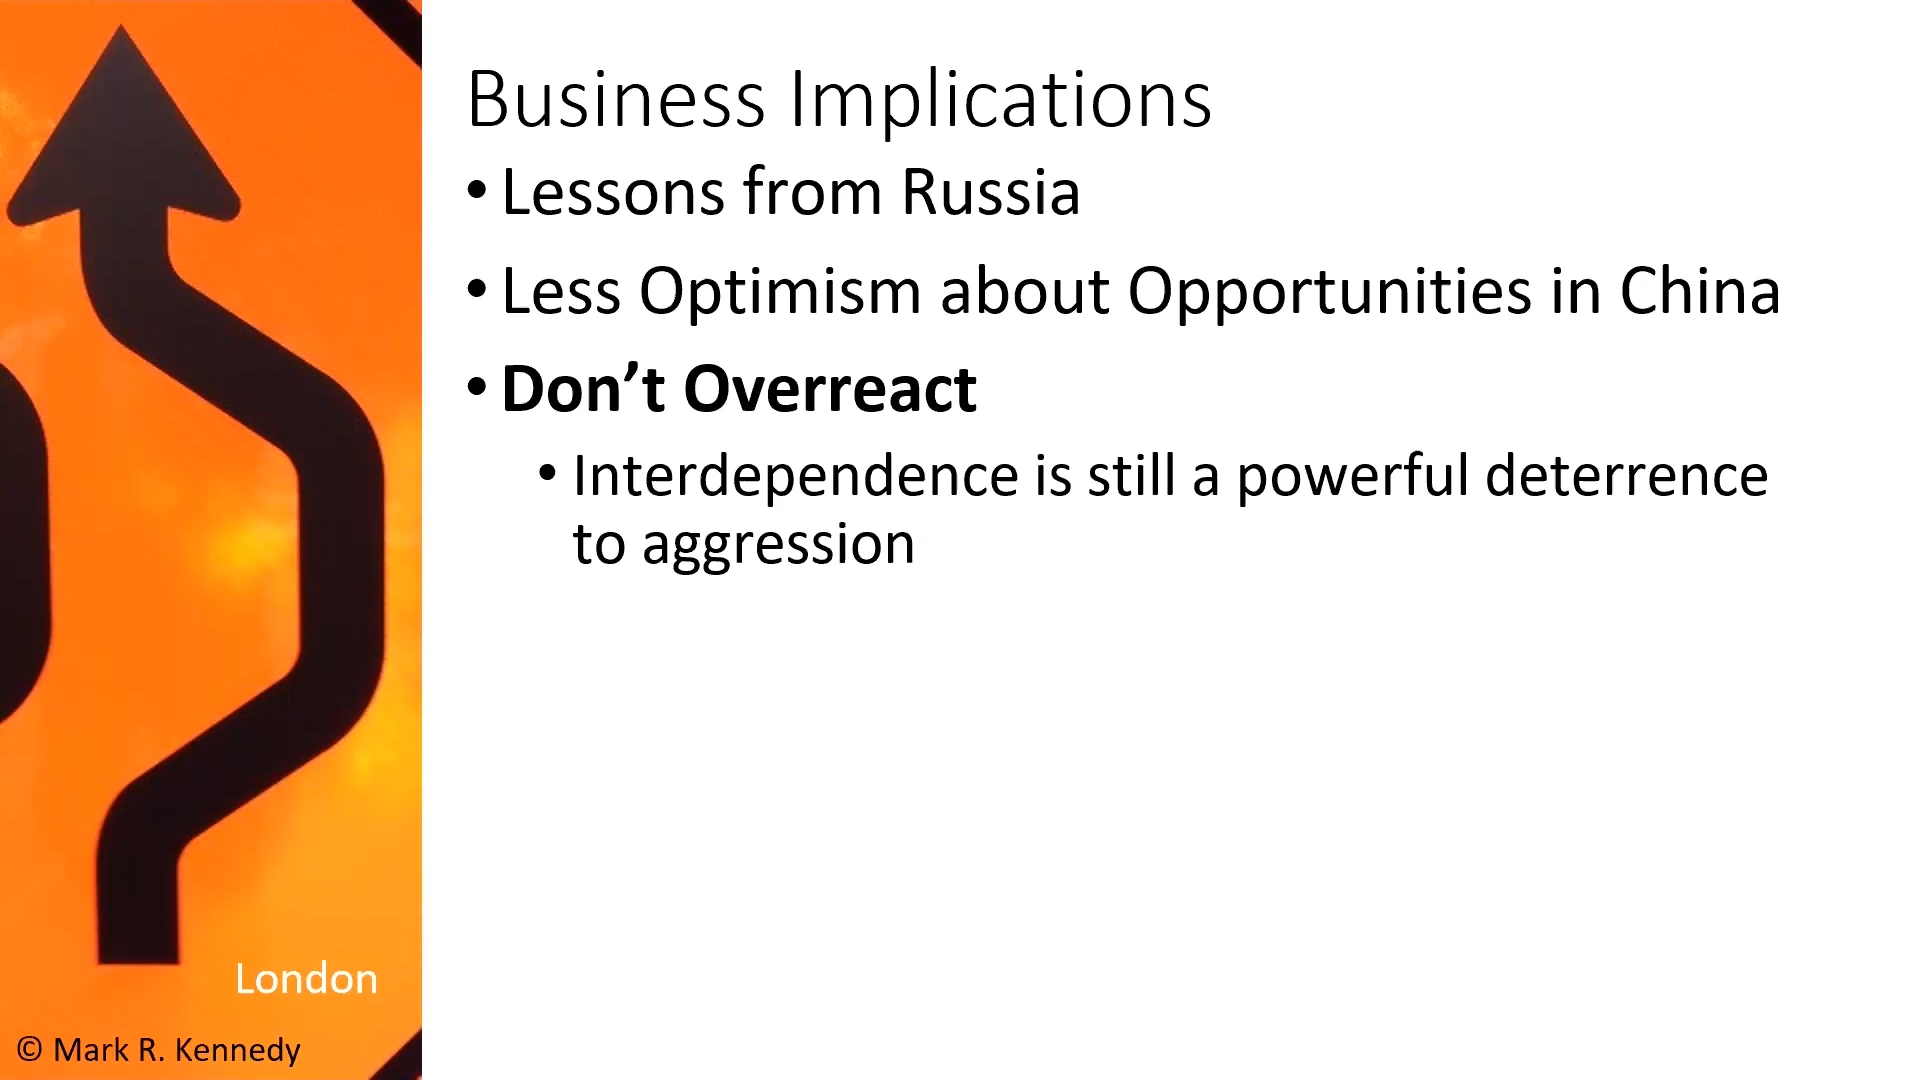 Business Implications
• Lessons from Russia
• Less Optimism about Opportunities in China
• Don’t Overreact
• Interdependence is still a powerful deterrence
to aggression
London
© Mark R. Kennedy